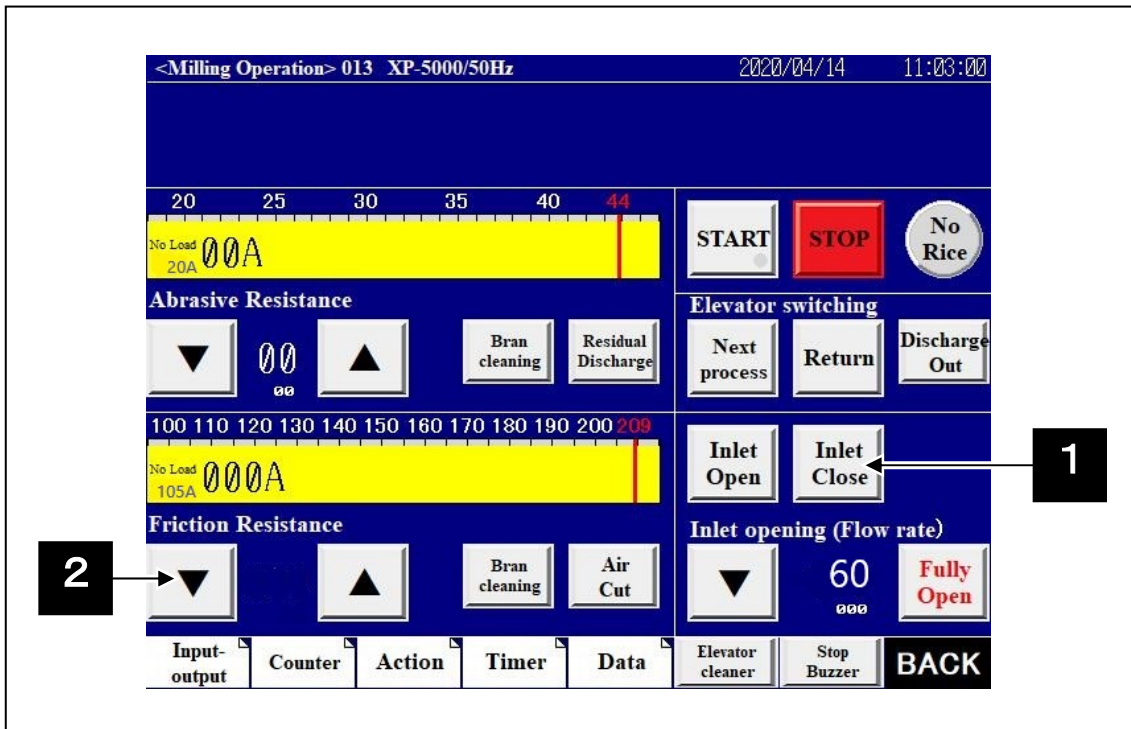 <Milling Operation> 013 XP-5000/50Hz 2020/04/14 11:03:00
20 25 30 35 40 44
No Load
20A
00A
START
STOP
No
Rice
Abrasive Resistance
▼
00
00
▲
Bran
cleaning
Residual
Discharge
Elevator switching
Next
process
Return
Discharge
Out
100 110 120 130 140 150 160 170 180 190 200 209
No Load
105A
000A
Inlet
Open
Inlet
Close
1
Friction Resistance
2
▼
▲
Bran
cleaning
Air
Cut
Inlet opening (Flow rate)
▼
60
000
Fully
Open
Input-
output
Counter
Action
Timer
Data
Elevator
cleaner
Stop
Buzzer
BACK